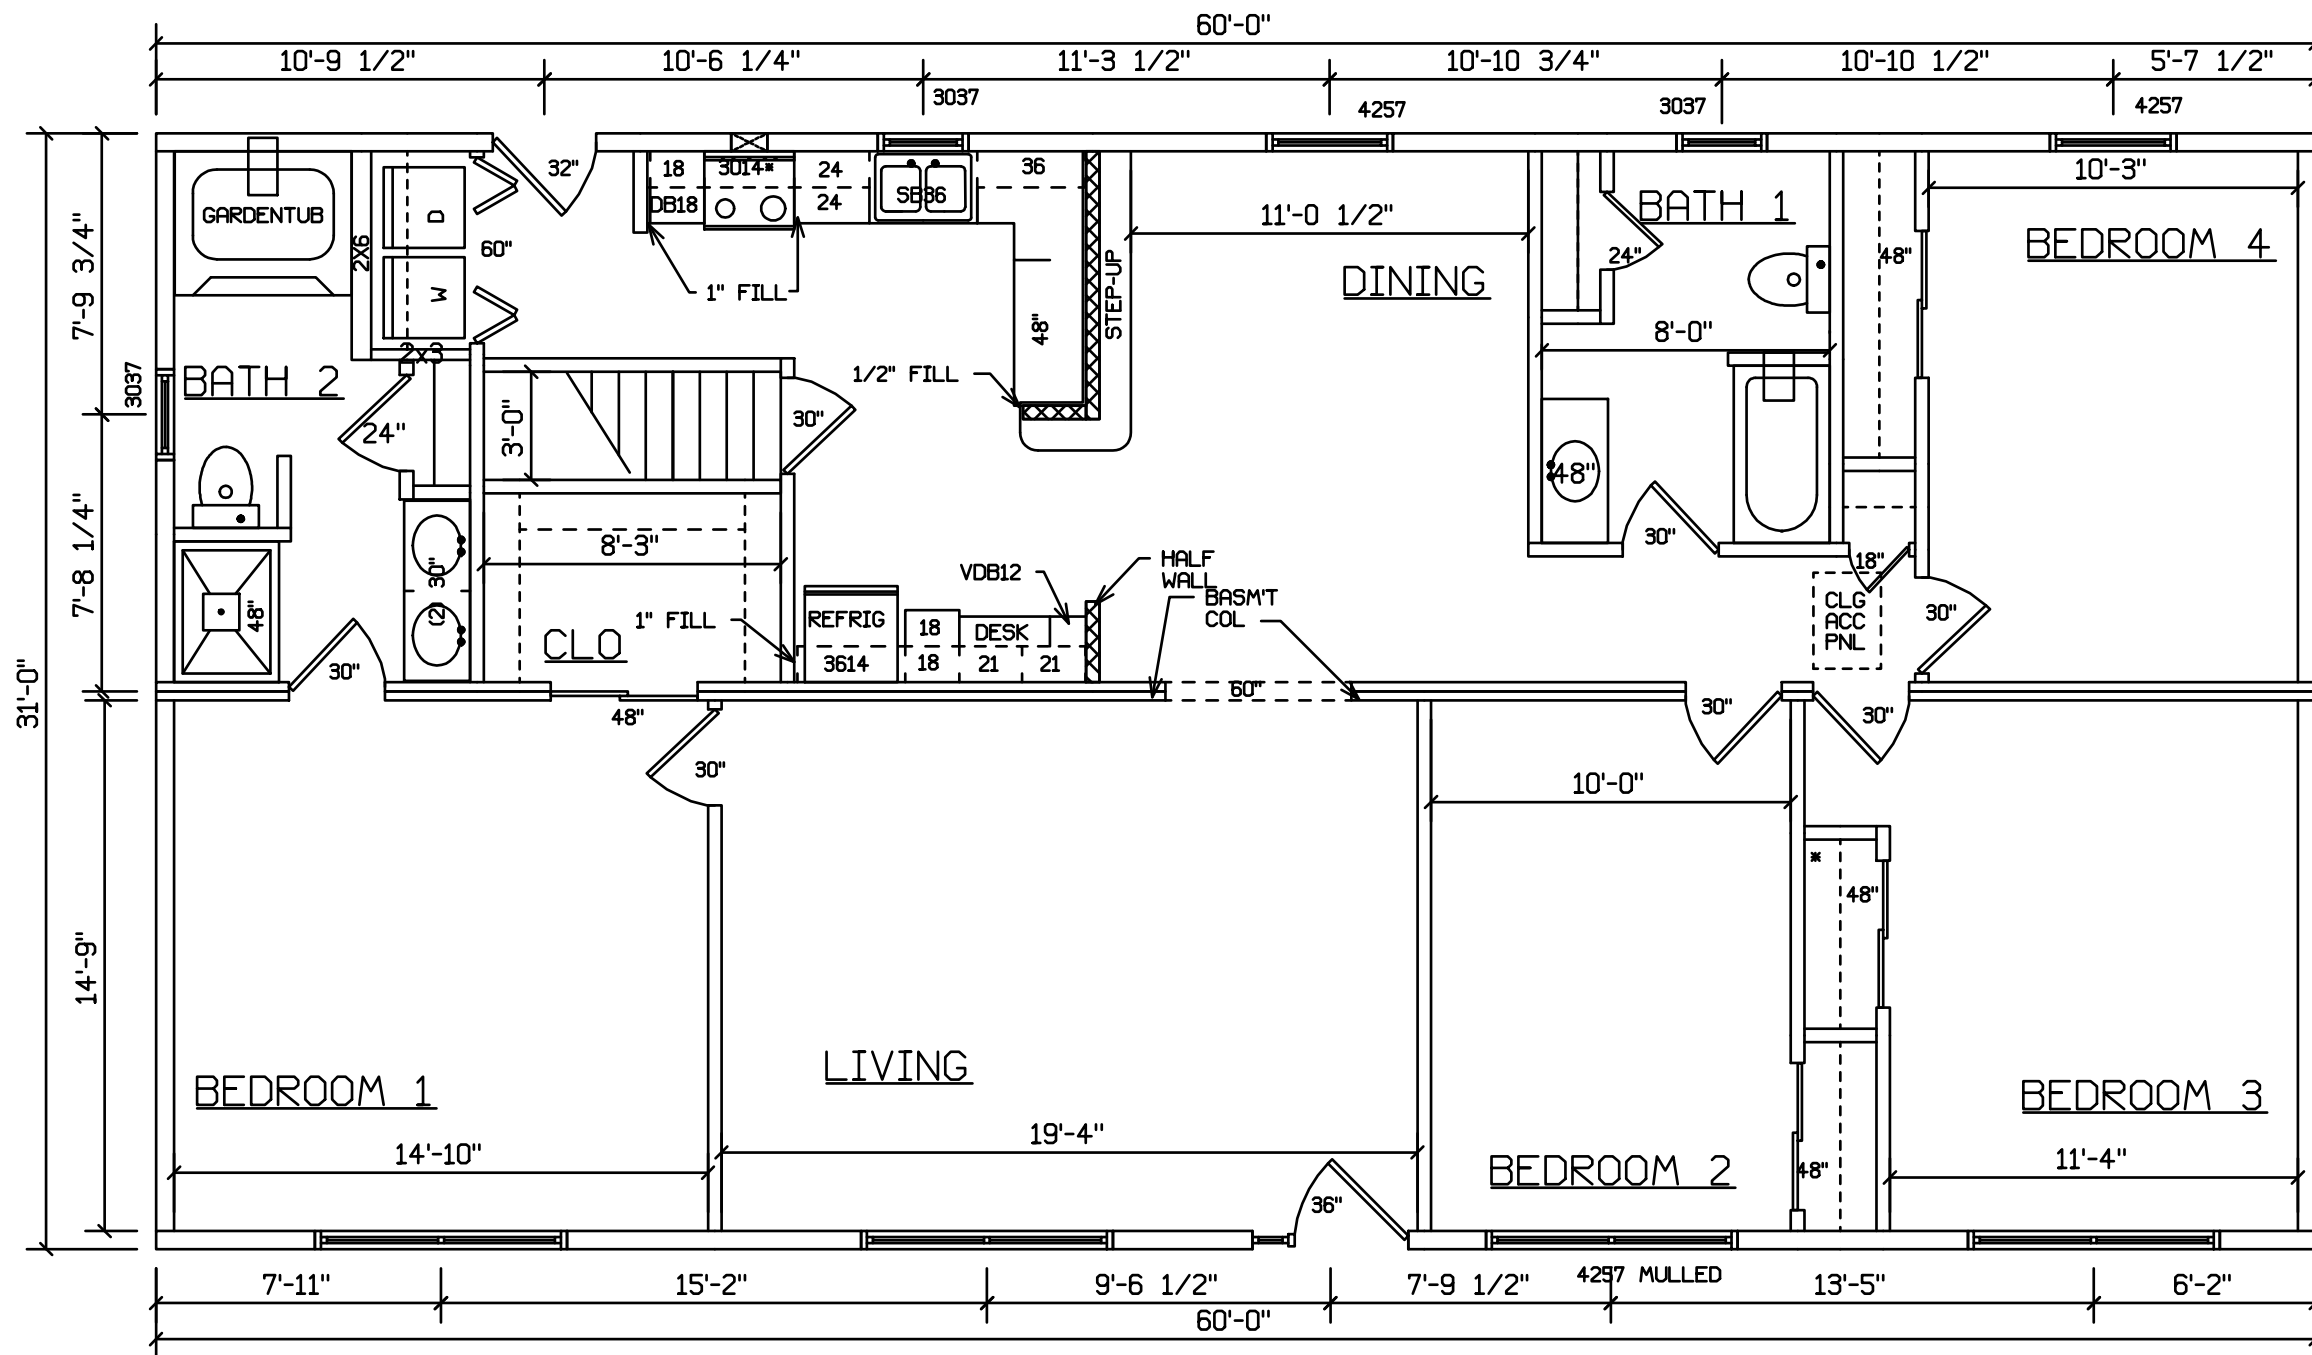 60'-0"
10'-9 1/2"
10'-6 1/4"
11'-3 1/2"
10'-10 3/4"
10'-10 1/2"
5'-7 1/2"
3037
4257
3037
4257
32"
18
3014*
24
36
DB18
24
SB36
GARDENTUB
D
2X6
60"
W
1" FILL
48"
STEP-UP
11'-0 1/2"
DINING
BATH 1
24"
48"
10'-3"
BEDROOM 4
8'-0"
7'-9 3/4"
3037
BATH 2
2X3
24"
3'-0"
30"
1/2" FILL
48"
30"
18"
7'-8 1/4"
48"
(2) 30"
30"
8'-3"
CLO
1" FILL
REFRIG
3614
18
DESK
18
21
21
VDB12
HALF
WALL
BASM'T
COL
60"
CLG
ACC
PNL
30"
31'-0"
48"
30"
30"
30"
10'-0"
*
48"
14'-9"
BEDROOM 1
LIVING
BEDROOM 2
BEDROOM 3
14'-10"
19'-4"
48"
11'-4"
36"
7'-11"
15'-2"
9'-6 1/2"
7'-9 1/2"
4257 MULLED
13'-5"
6'-2"
60'-0"